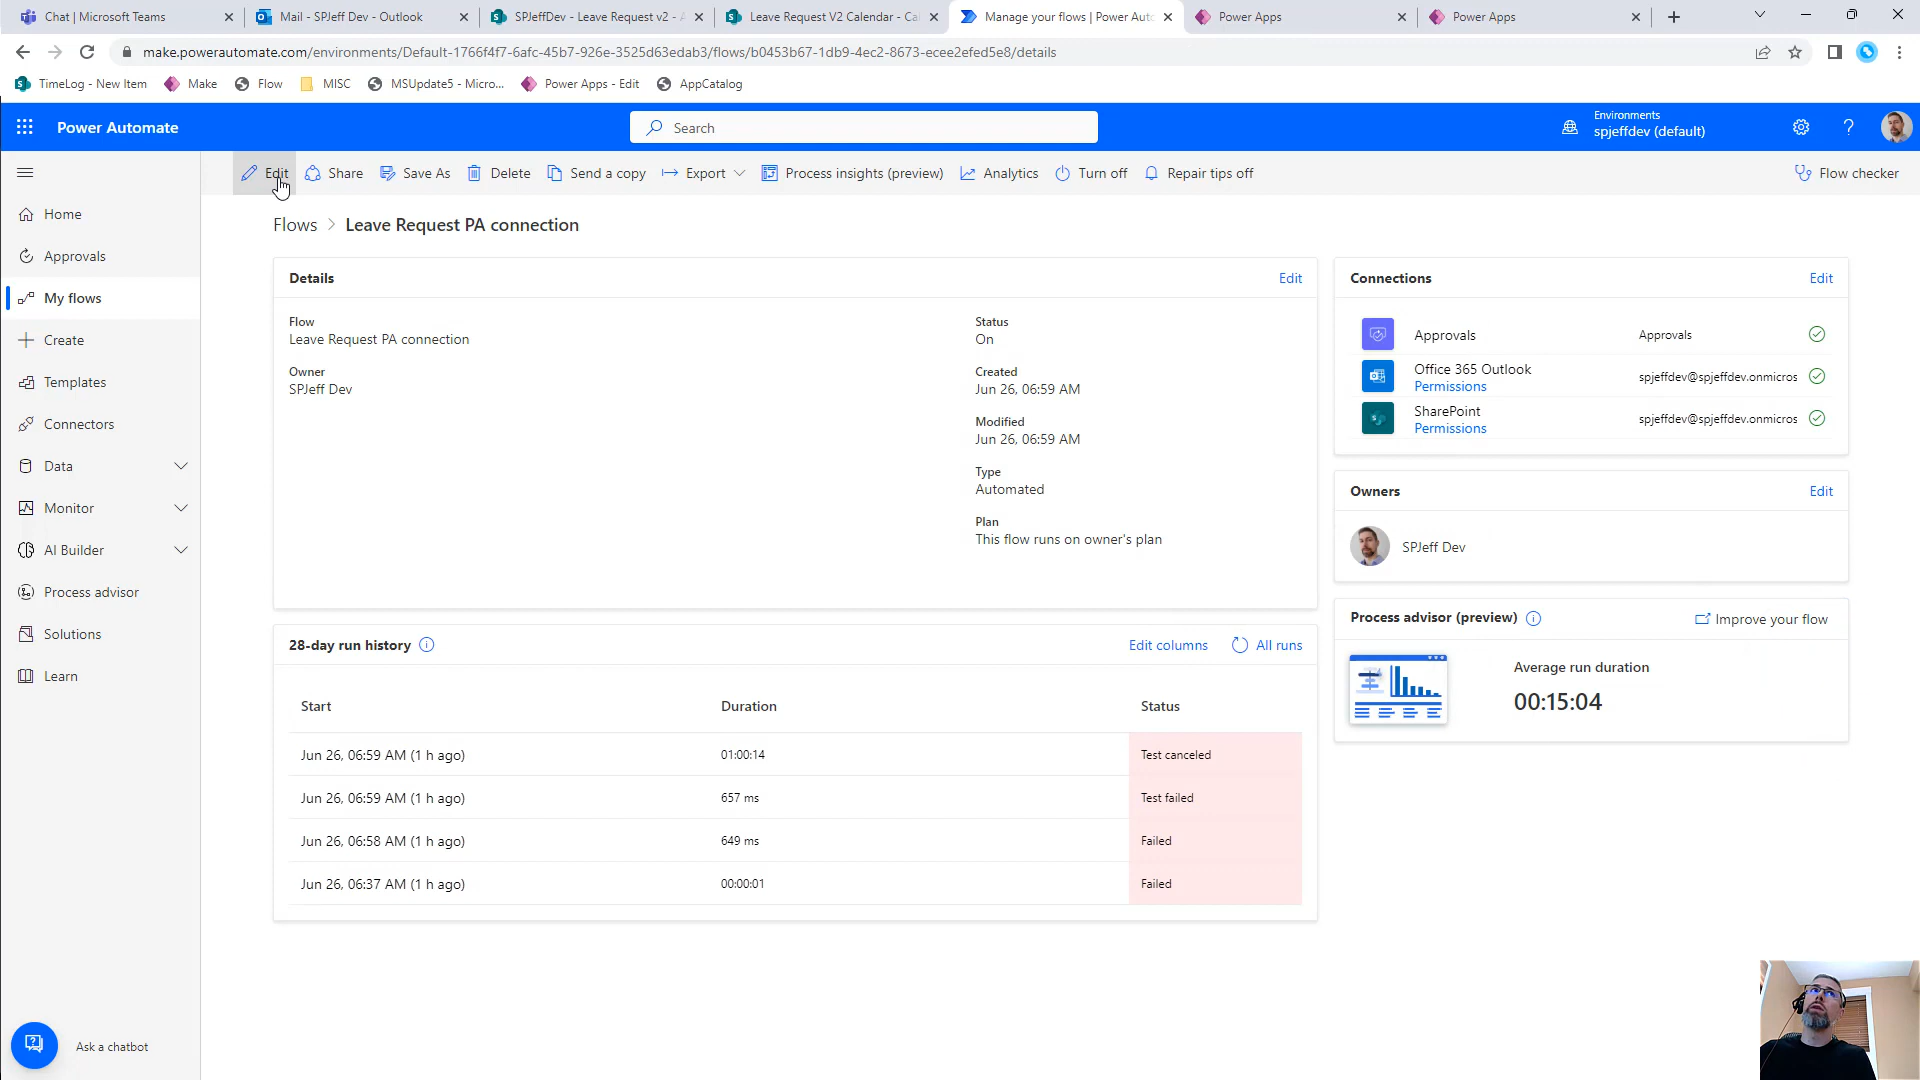 Chat | Microsoft Teams
Mail - SPJeff Dev - Outlook
SPJeffDev - Leave Request v2 - A
Leave Request V2 Calendar - Cal
Manage your flows | Power Auto
Power Apps
Power Apps
make.powerautomate.com/environments/Default-1766f4f7-6afc-45b7-926e-3525d63edab3/flows/b0453b67-1db9-4ec2-8673-ecee2efed5e8/details
TimeLog - New Item
Make
Flow
MISC
MSUpdate5 - Micro...
Power Apps - Edit
AppCatalog
Power Automate
Search
Environments
spjeffdev (default)
Edit
Share
Save As
Delete
Send a copy
Export
Process insights (preview)
Analytics
Turn off
Repair tips off
Flow checker
Home
Approvals
My flows
Create
Templates
Connectors
Data
Monitor
AI Builder
Process advisor
Solutions
Learn
Ask a chatbot
Flows > Leave Request PA connection
Details
Edit
Flow
Leave Request PA connection
Owner
SPJeff Dev
Status
On
Created
Jun 26, 06:59 AM
Modified
Jun 26, 06:59 AM
Type
Automated
Plan
This flow runs on owner's plan
28-day run history
Edit columns
All runs
Start Duration Status
Jun 26, 06:59 AM (1 h ago) 01:00:14 Test canceled
Jun 26, 06:59 AM (1 h ago) 657 ms Test failed
Jun 26, 06:58 AM (1 h ago) 649 ms Failed
Jun 26, 06:37 AM (1 h ago) 00:00:01 Failed
Connections
Edit
Approvals
Approvals
Office 365 Outlook
Permissions
spjeffdev@spjeffdev.onmicros
SharePoint
Permissions
spjeffdev@spjeffdev.onmicros
Owners
Edit
SPJeff Dev
Process advisor (preview)
Improve your flow
Average run duration
00:15:04